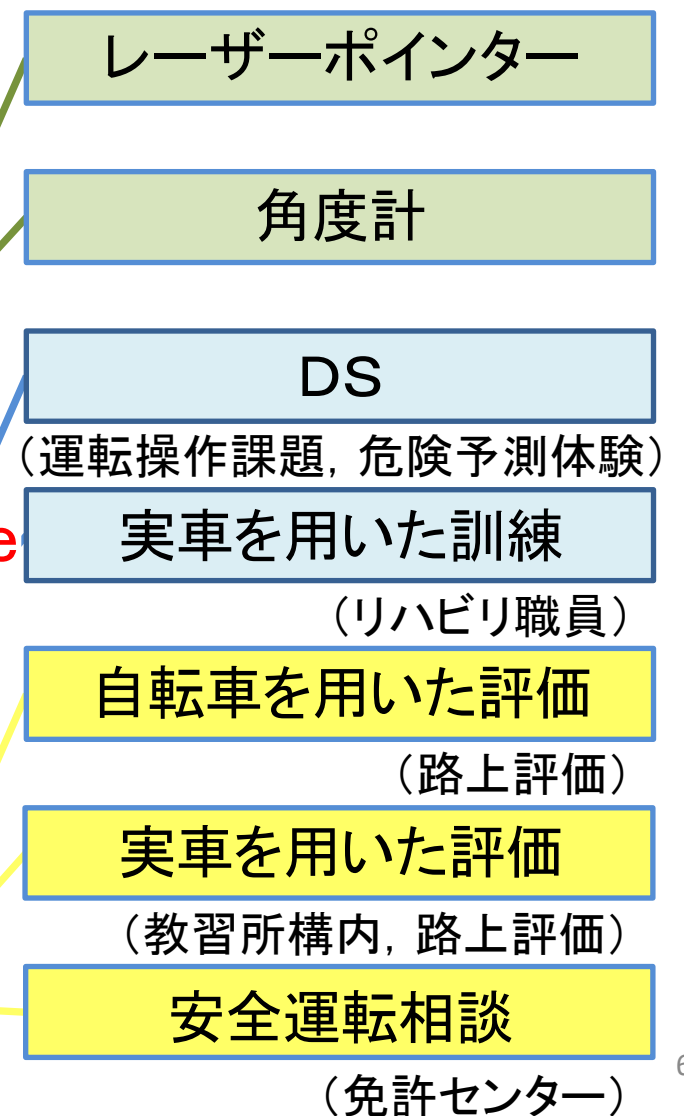 レーザーポインター
角度計
DS
（運転操作課題，危険予測体験）
e
実車を用いた訓練
（リハビリ職員）
自転車を用いた評価
（路上評価）
実車を用いた評価
（教習所構内，路上評価）
安全運転相談
（免許センター）